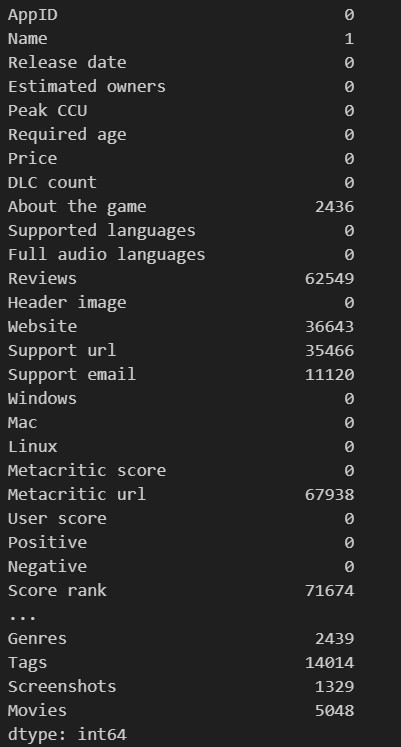 AppID 0
Name 1
Release date 0
Estimated owners 0
Peak CCU 0
Required age 0
Price 0
DLC count 0
About the game 2436
Supported languages 0
Full audio languages 0
Reviews 62549
Header image 0
Website 36643
Support url 35466
Support email 11120
Windows 0
Mac 0
Linux 0
Metacritic score 0
Metacritic url 67938
User score 0
Positive 0
Negative 0
Score rank 71674
...
Genres 2439
Tags 14014
Screenshots 1329
Movies 5048
dtype: int64